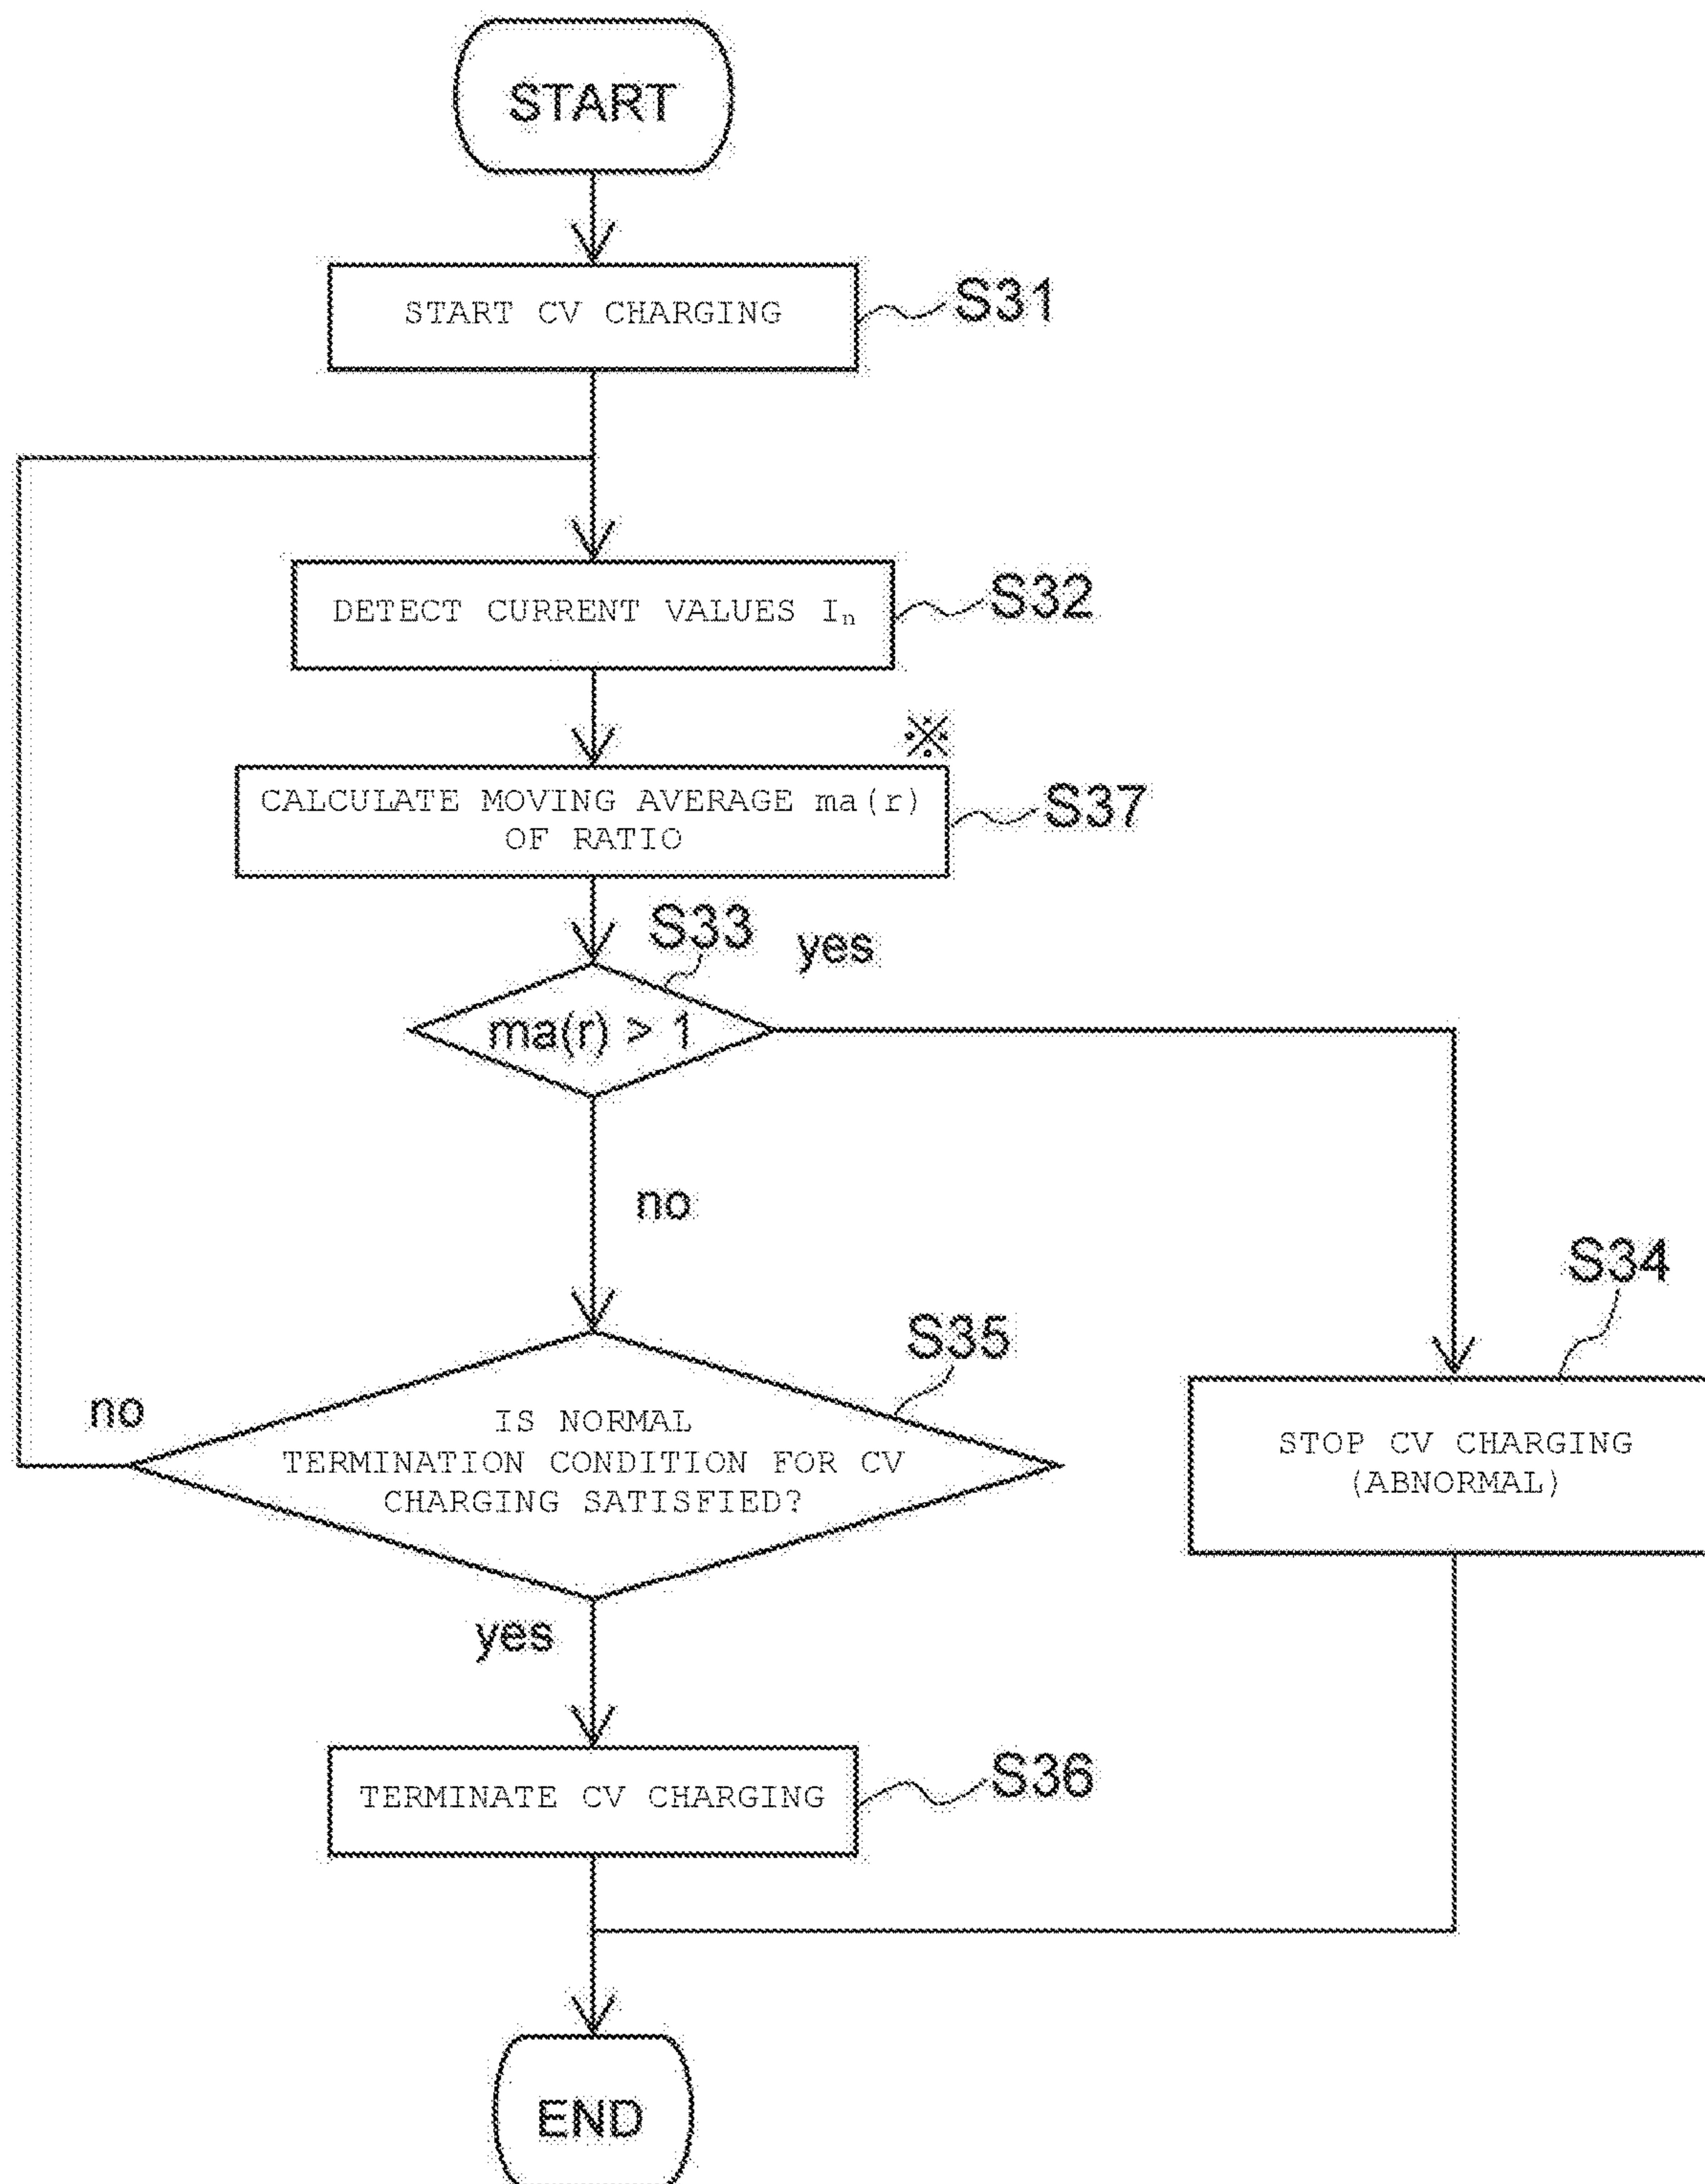 START
START CV CHARGING
S31
DETECT CURRENT VALUES Iₙ
S32
※
CALCULATE MOVING AVERAGE ma(r)
OF RATIO
S37
S33
yes
ma(r) > 1
no
S34
STOP CV CHARGING
(ABNORMAL)
S35
no
IS NORMAL
TERMINATION CONDITION FOR CV
CHARGING SATISFIED?
yes
TERMINATE CV CHARGING
S36
END